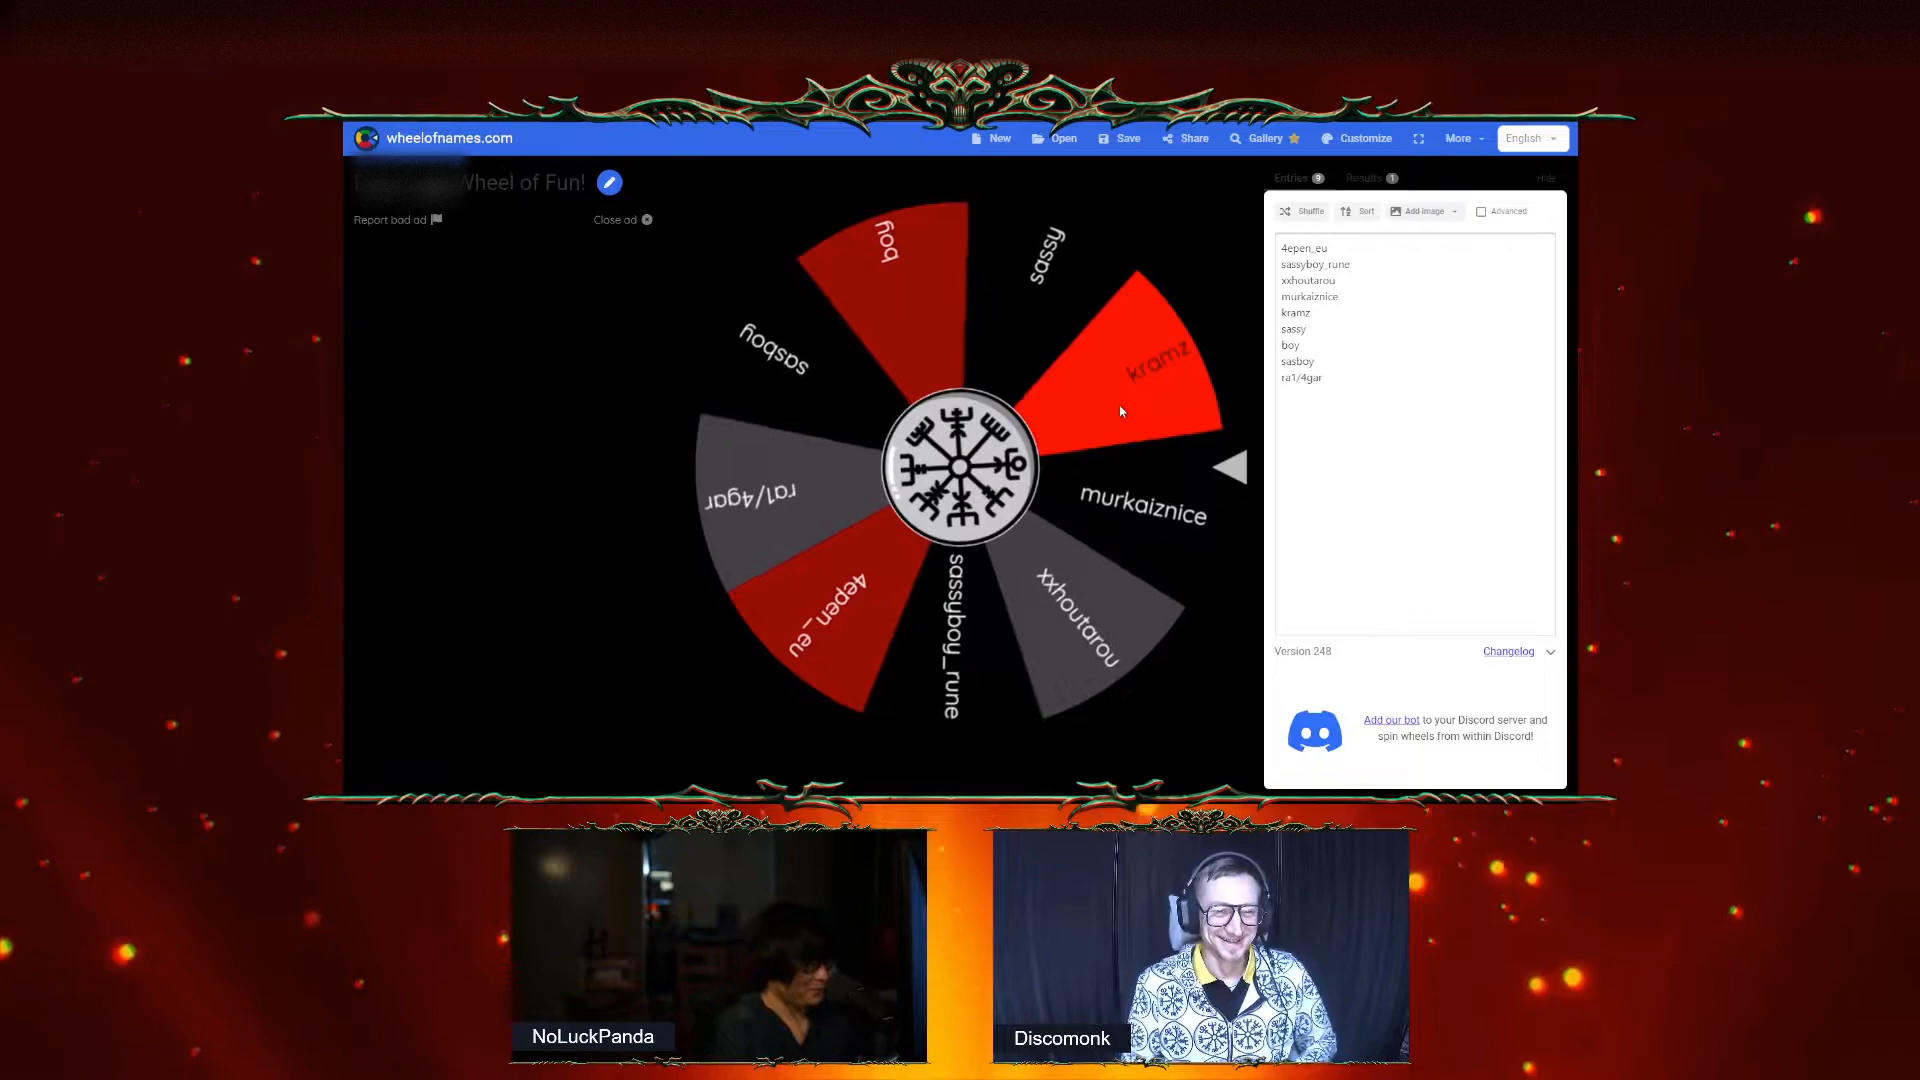 wheelofnames.com
New
Open
Save
Share
Gallery
Customize
More
English
Wheel of Fun!
Report bad ad
Close ad
Entries 9
Results 1
Hide
Shuffle
Sort
Add image
Advanced
4epen_eu
sassyboy_rune
xxhoutarou
murkaiznice
kramz
sassy
boy
sasboy
ra1/4gar
boy
sassy
kramz
sasboy
murkaiznice
ra1/4gar
4epen_eu
sassyboy_rune
xxhoutarou
Version 248
Changelog
Add our bot to your Discord server and
spin wheels from within Discord!
NoLuckPanda
Discomonk